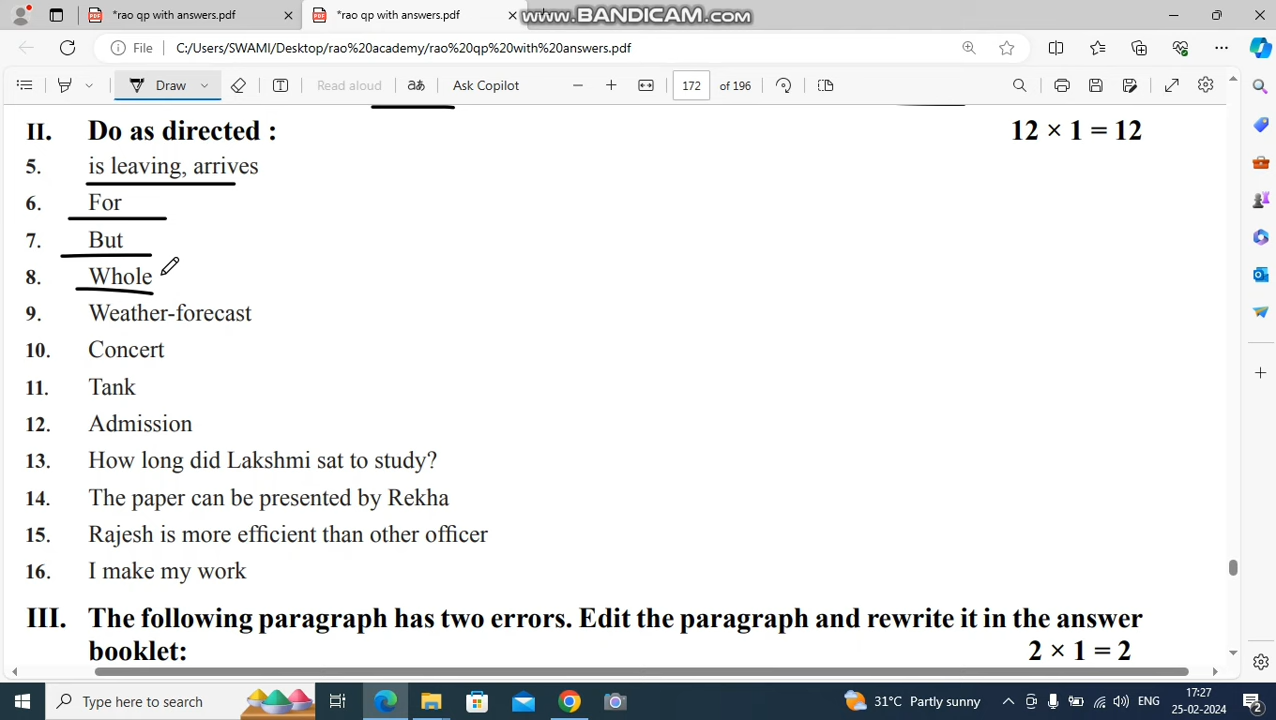 *rao qp with answers.pdf
*rao qp with answers.pdf
www.BANDICAM.com
File
C:/Users/SWAMI/Desktop/rao%20academy/rao%20qp%20with%20answers.pdf
Draw
Read aloud
aあ
Ask Copilot
172
of 196
II. Do as directed : 12 × 1 = 12
5. is leaving, arrives
6. For
7. But
8. Whole
9. Weather-forecast
10. Concert
11. Tank
12. Admission
13. How long did Lakshmi sat to study?
14. The paper can be presented by Rekha
15. Rajesh is more efficient than other officer
16. I make my work
III. The following paragraph has two errors. Edit the paragraph and rewrite it in the answer
booklet: 2 × 1 = 2
Type here to search
31°C Partly sunny
ENG
17:27
25-02-2024
2